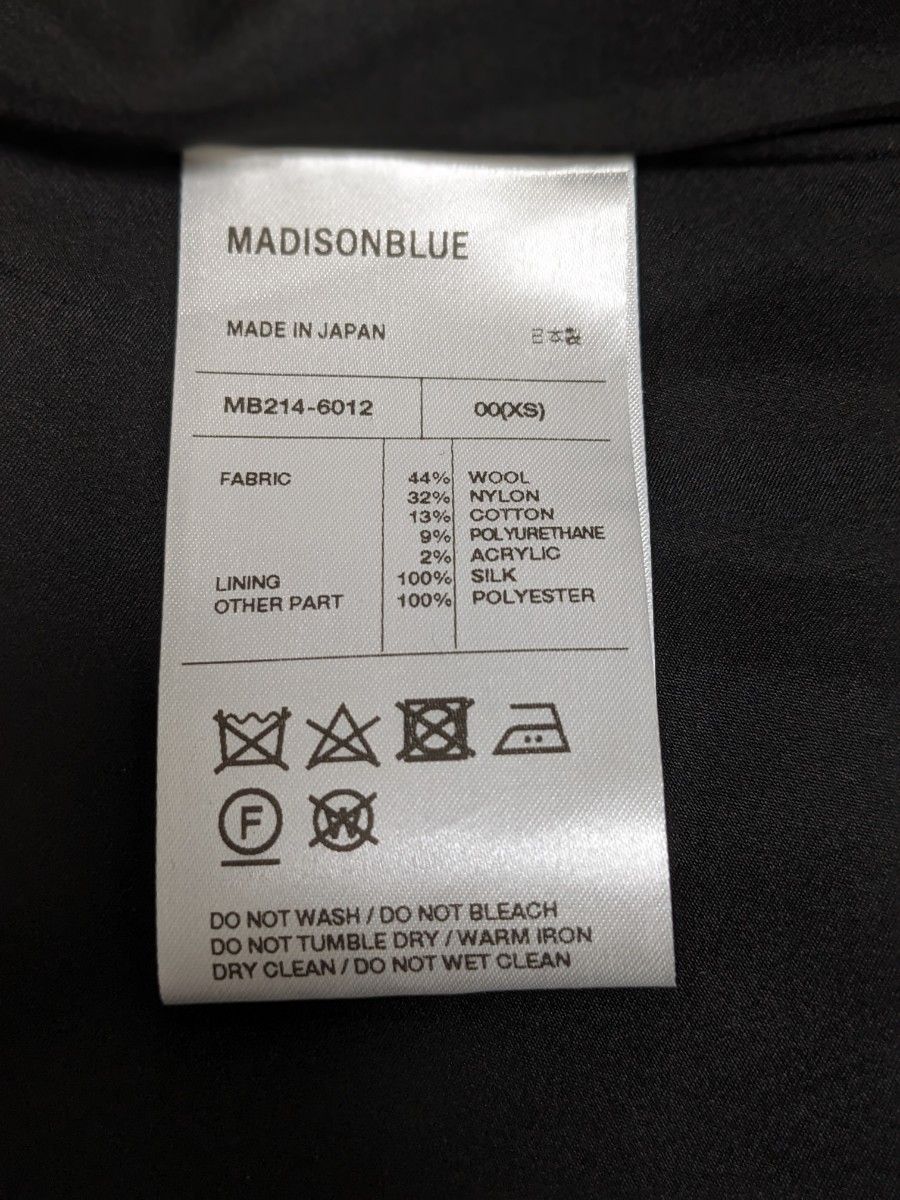 MADISONBLUE
MADE IN JAPAN 日本製
MB214-6012 00(XS)
FABRIC 44% WOOL
32% NYLON
13% COTTON
9% POLYURETHANE
2% ACRYLIC
LINING 100% SILK
OTHER PART 100% POLYESTER
F W
DO NOT WASH / DO NOT BLEACH
DO NOT TUMBLE DRY / WARM IRON
DRY CLEAN / DO NOT WET CLEAN